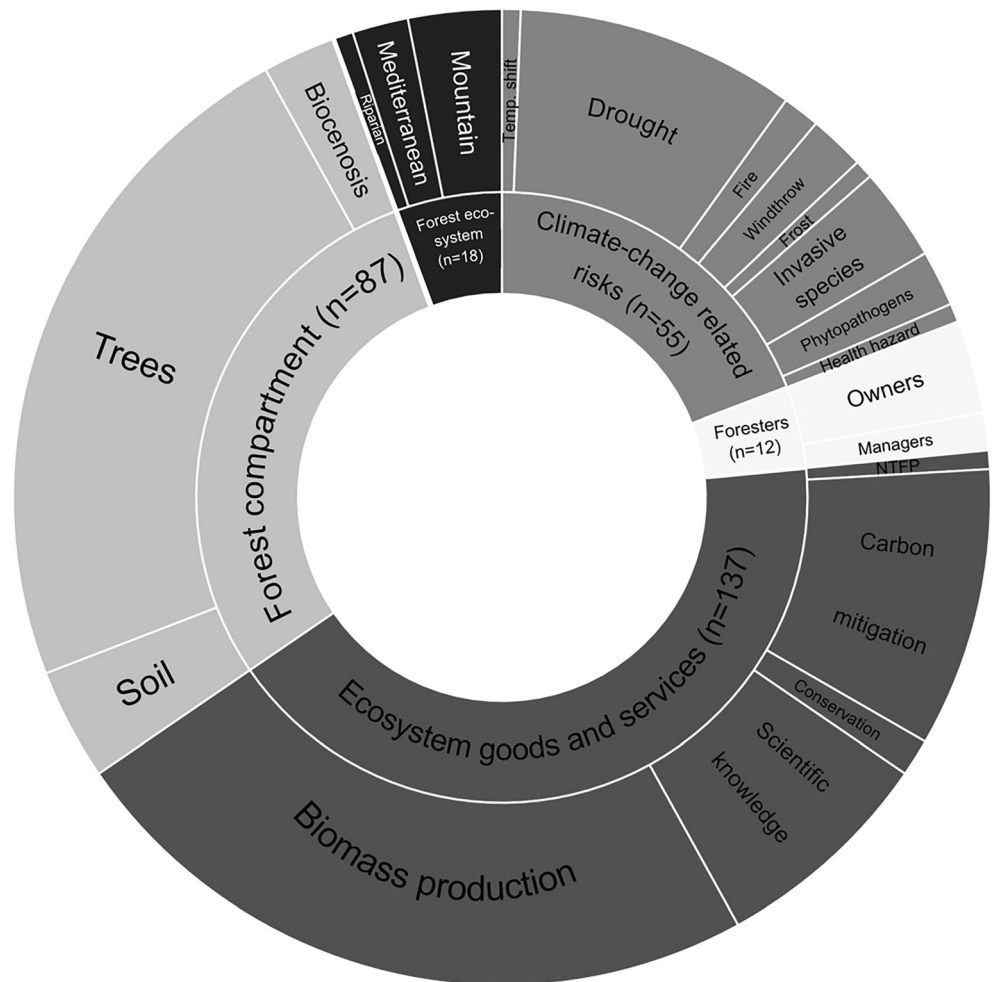 Forest eco-
system
(n=18)
Riparian
Mediterranean
Mountain
Climate-change related
risks (n=55)
Temp. shift
Drought
Fire
Windthrow
Frost
Invasive
species
Phytopathogens
Health hazard
Foresters
(n=12)
Owners
Managers
Ecosystem goods and services (n=137)
NTFP
Carbon
mitigation
Conservation
Scientific
knowledge
Biomass production
Forest compartment (n=87)
Soil
Trees
Biocenosis